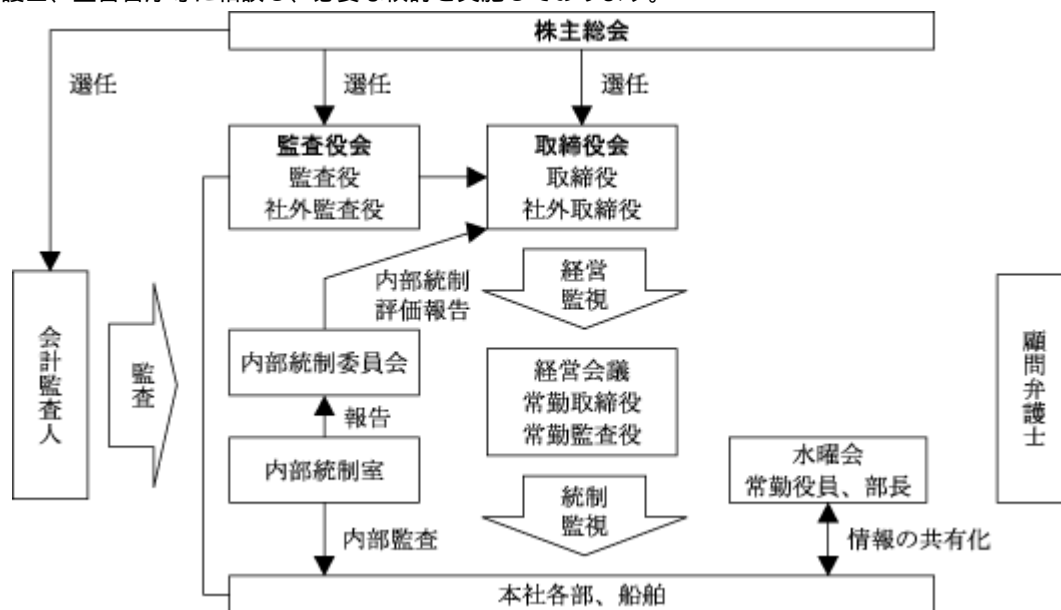 株主総会
選任
選任
選任
監査役会
監査役
社外監査役
取締役会
取締役
社外取締役
内部統制
評価報告
経営
監視
会計監査人
監査
内部統制委員会
報告
内部統制室
内部監査
経営会議
常勤取締役
常勤監査役
統制
監視
水曜会
常勤役員、部長
情報の共有化
顧問弁護士
本社各部、船舶